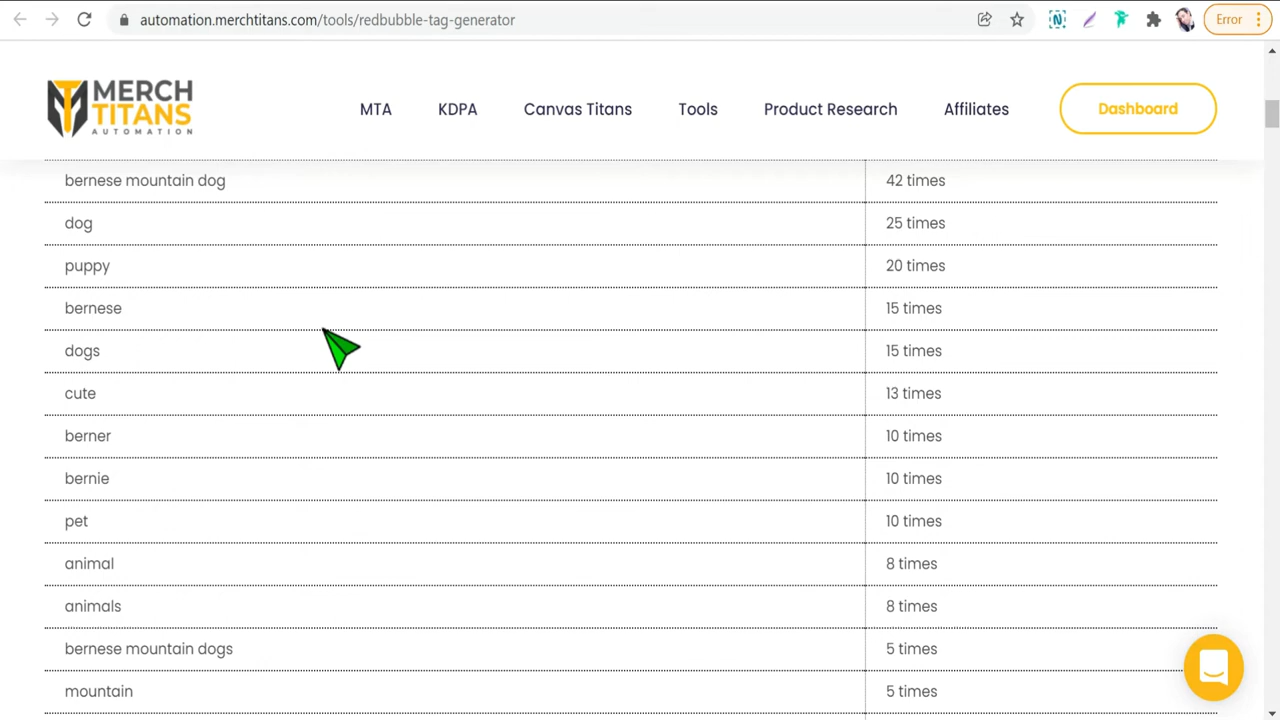 automation.merchtitans.com/tools/redbubble-tag-generator
Error
MERCH
TITANS
AUTOMATION
MTA
KDPA
Canvas Titans
Tools
Product Research
Affiliates
Dashboard
bernese mountain dog 42 times
dog 25 times
puppy 20 times
bernese 15 times
dogs 15 times
cute 13 times
berner 10 times
bernie 10 times
pet 10 times
animal 8 times
animals 8 times
bernese mountain dogs 5 times
mountain 5 times